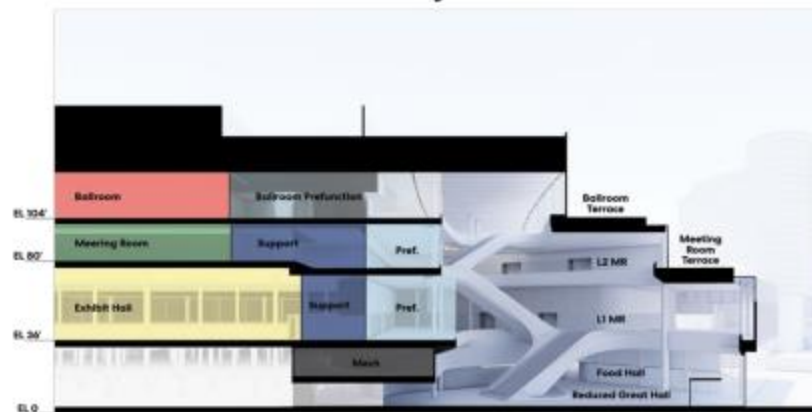 Ballroom
Ballroom Prefunction
EL 104'
Ballroom
Terrace
Meering Room
Support
Pref.
Meeting
Room
Terrace
EL 80'
L2 MR
Exhibit Hall
Support
Pref.
L1 MR
EL 36'
Mech
Food Hall
Reduced Great Hall
EL 0